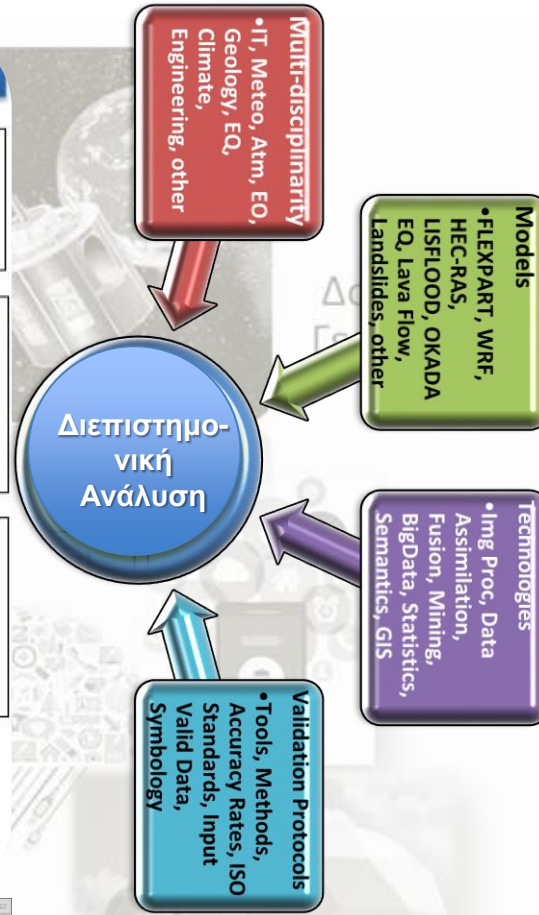 Multi-disciplinarity
•IT, Meteo, Atm, EO,
Geology, EQ,
Climate,
Engineering, other
Models
•FLEXPART, WRF,
HEC-RAS,
LISFLOOD, OKADA
EQ, Lava Flow,
Landslides, other
Technologies
•Img Proc, Data
Assimilation,
Fusion, Mining,
BigData, Statistics,
Semantics, GIS
Validation Protocols
•Tools, Methods,
Accuracy Rates, ISO
Standards, Input
Valid Data,
Symbology
Διεπιστημο-
νική
Ανάλυση